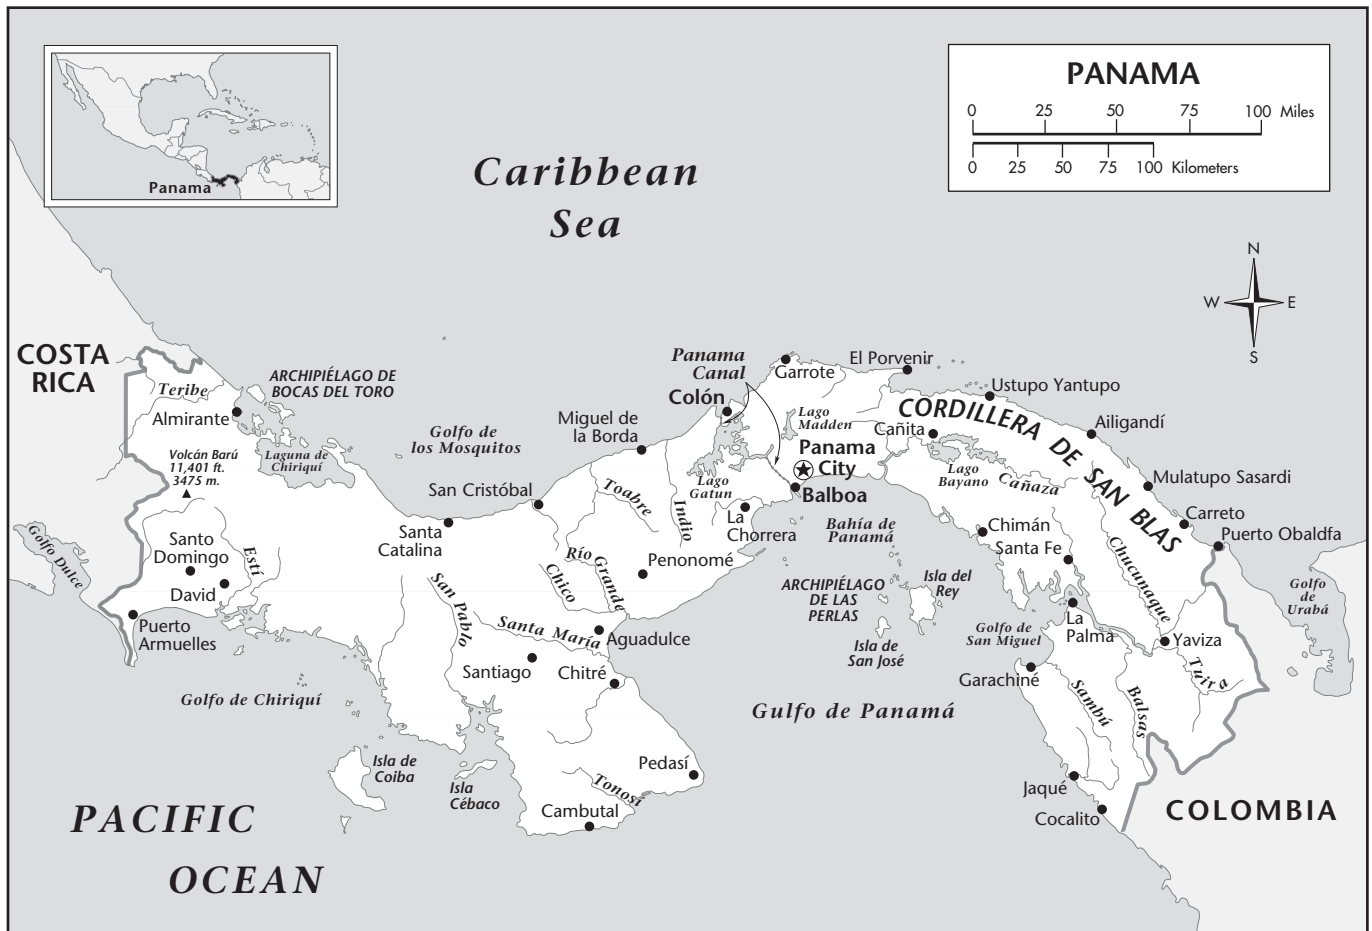 PANAMA
0 25 50 75 100 Miles
0 25 50 75 100 Kilometers
Panama
Caribbean
Sea
N
W E
S
COSTA
RICA
Teribe
Almirante
ARCHIPIÉLAGO DE
BOCAS DEL TORO
Volcán Barú
11,401 ft.
3475 m.
Laguna de
Chiriquí
Golfo de
los Mosquitos
Miguel de
la Borda
Panama
Canal
Colón
Garrote
El Porvenir
Lago
Madden
Cañita
CORDILLERA DE SAN BLAS
Ustupo Yantupo
Ailigandí
Mulatupo Sasardi
Carreto
Puerto Obaldfa
Panama
City
Balboa
Lago
Gatun
Lago
Bayano
Cañaza
San Cristóbal
Santa
Catalina
Toabre
Indio
La
Chorrera
Bahía de
Panamá
Chimán
Santa Fe
Chucunaque
Golfo Dulce
Santo
Domingo
Estí
David
Puerto
Armuelles
San Pablo
Chico
Río Grande
Penonomé
ARCHIPIÉLAGO
DE LAS
PERLAS
Isla del
Rey
Isla de
San José
Golfo de
San Miguel
La
Palma
Yaviza
Tuira
Golfo
de
Urabá
Santa María
Aguadulce
Santiago
Chitré
Garachiné
Sambú
Balsas
Golfo de Chiriquí
Gulfo de Panamá
Isla de
Coiba
Isla
Cébaco
Pedasí
Tonosí
Cambutal
Jaqué
Cocalito
COLOMBIA
PACIFIC
OCEAN